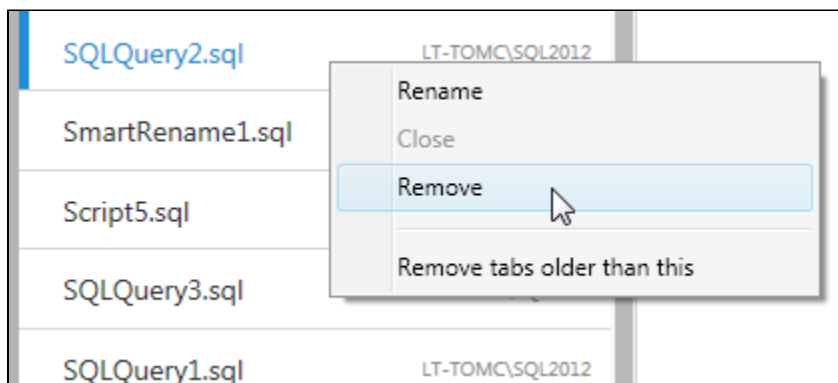 SQLQuery2.sql LT-TOMC\SQL2012
Rename
SmartRename1.sql
Close
Remove
Script5.sql
Remove tabs older than this
SQLQuery3.sql
SQLQuery1.sql LT-TOMC\SQL2012